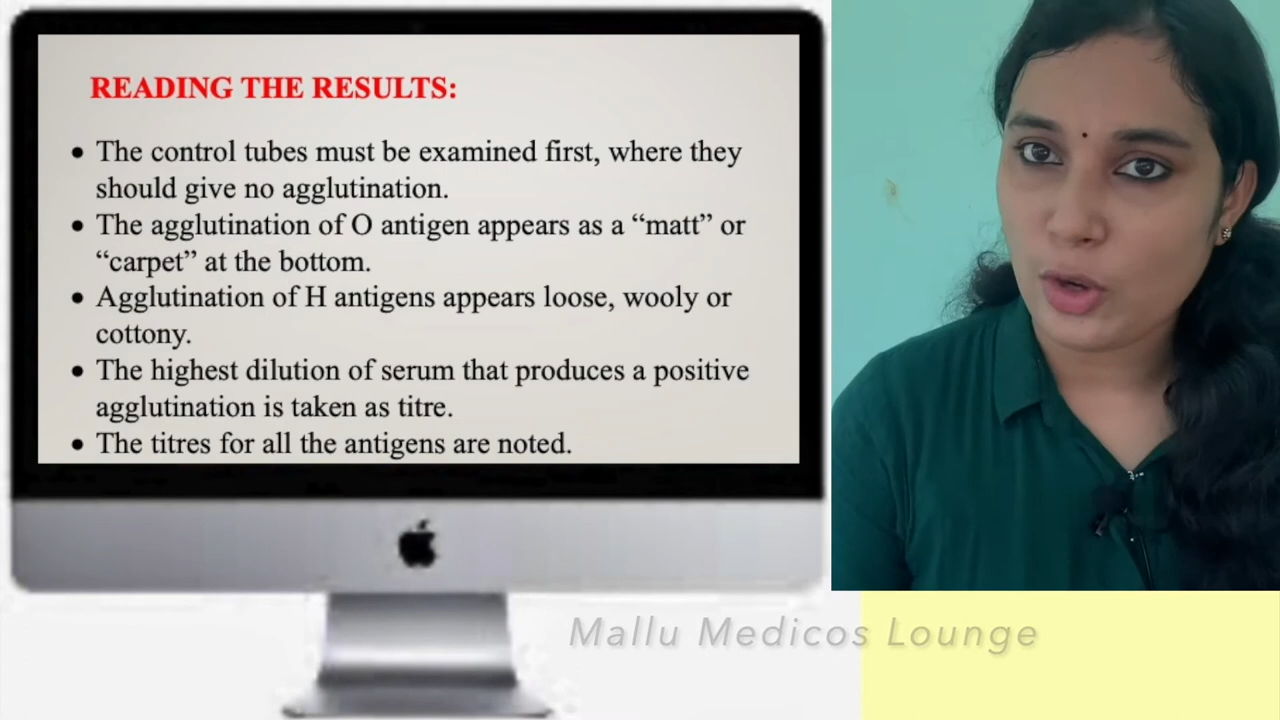 READING THE RESULTS:
• The control tubes must be examined first, where they
should give no agglutination.
• The agglutination of O antigen appears as a “matt” or
“carpet” at the bottom.
• Agglutination of H antigens appears loose, wooly or
cottony.
• The highest dilution of serum that produces a positive
agglutination is taken as titre.
• The titres for all the antigens are noted.
Mallu Medicos Lounge